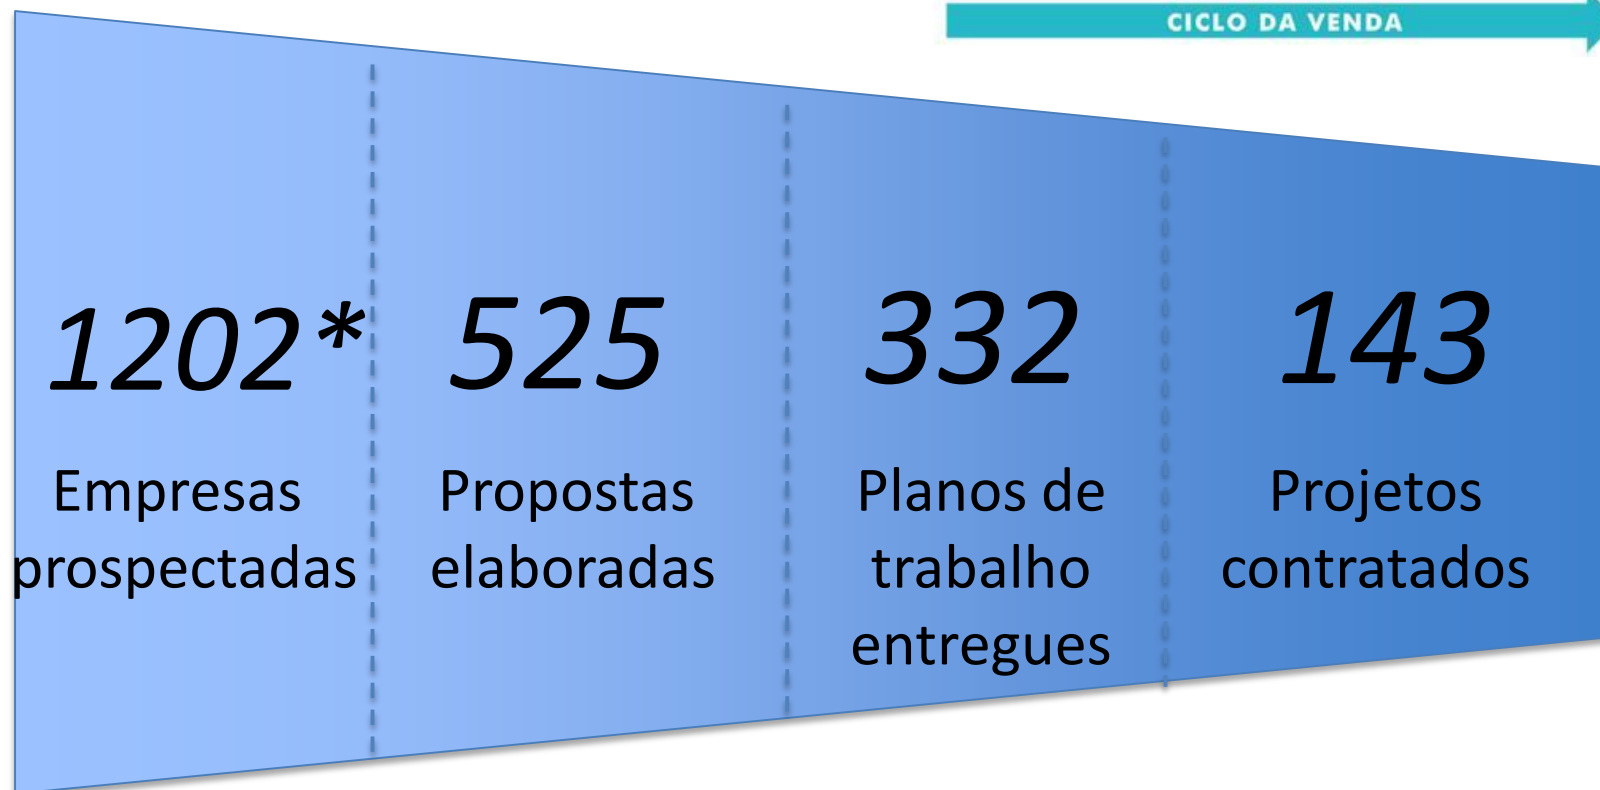 CICLO DA VENDA
1202*
Empresas
prospectadas
525
Propostas
elaboradas
332
Planos de
trabalho
entregues
143
Projetos
contratados